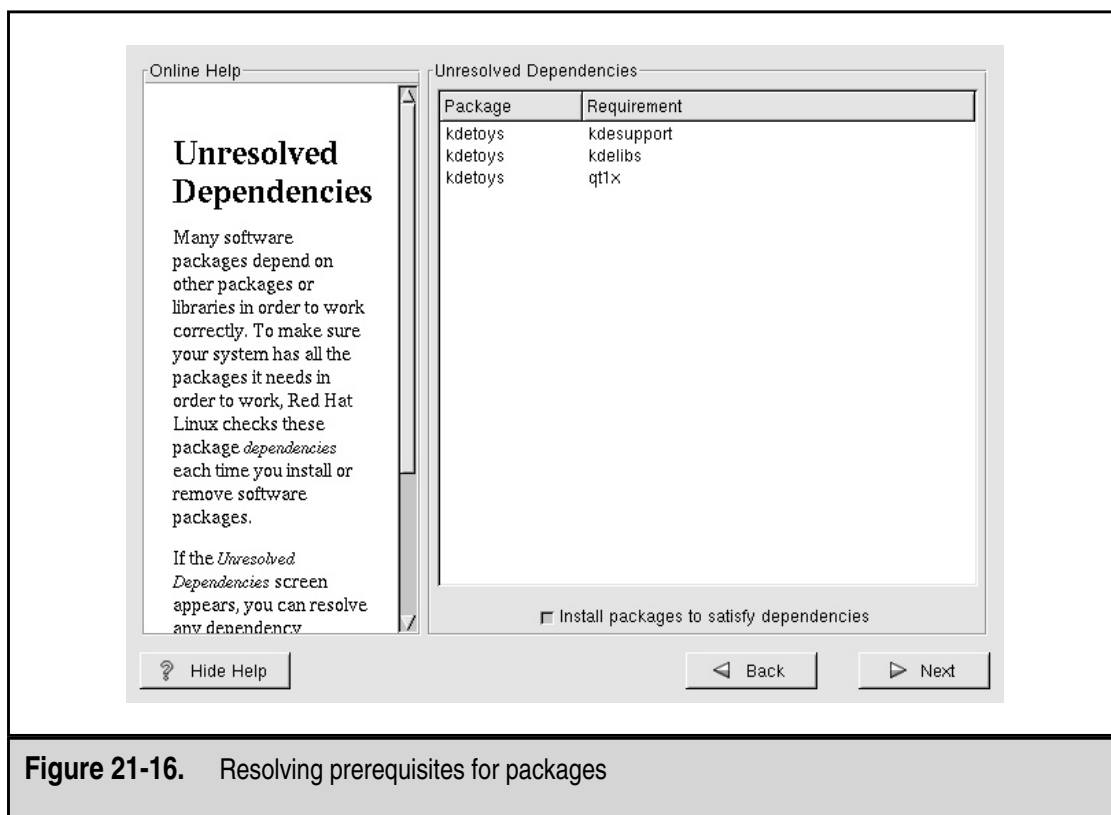 Online Help
Unresolved
Dependencies
Many software
packages depend on
other packages or
libraries in order to work
correctly. To make sure
your system has all the
packages it needs in
order to work, Red Hat
Linux checks these
package dependencies
each time you install or
remove software
packages.
If the Unresolved
Dependencies screen
appears, you can resolve
any dependency
Unresolved Dependencies
Package Requirement
kdetoys kdesupport
kdetoys kdelibs
kdetoys qt1x
Install packages to satisfy dependencies
? Hide Help
Back
Next
Figure 21-16. Resolving prerequisites for packages